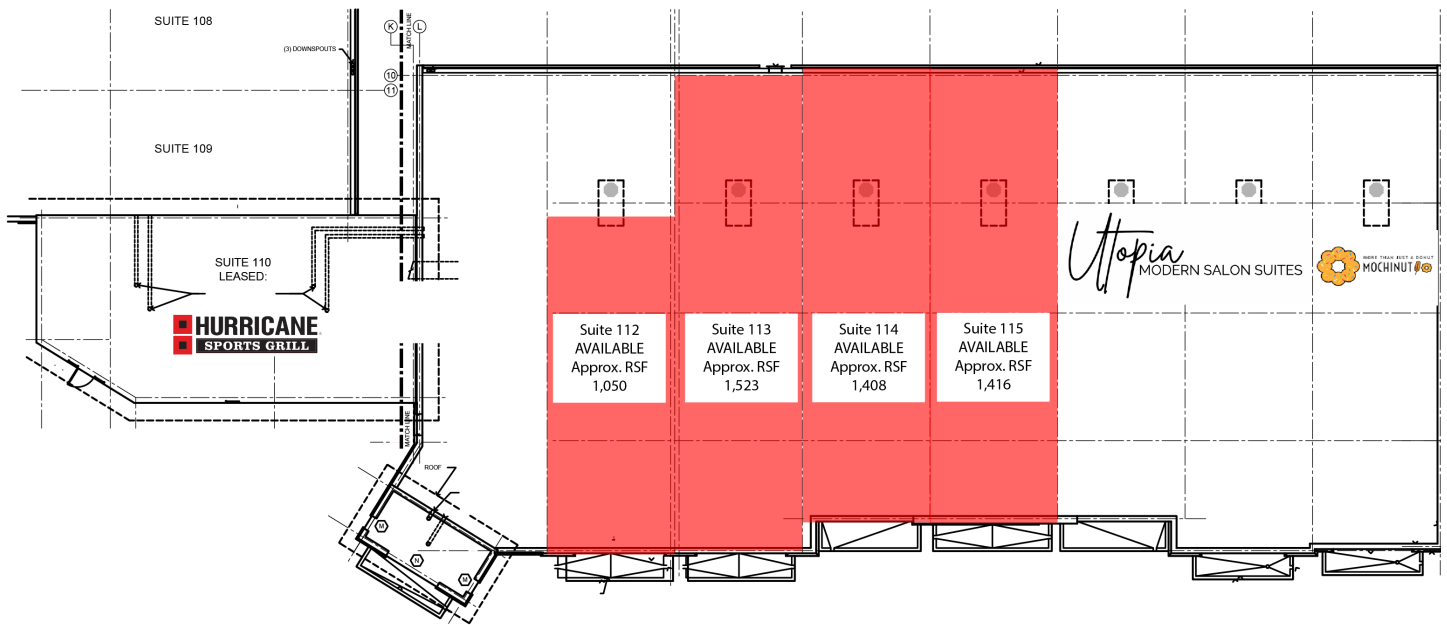 SUITE 108
(3) DOWNSPOUTS
K
L
MATCH LINE
10
11
SUITE 109
SUITE 110
LEASED:
HURRICANE
SPORTS GRILL
Suite 112
AVAILABLE
Approx. RSF
1,050
Suite 113
AVAILABLE
Approx. RSF
1,523
Suite 114
AVAILABLE
Approx. RSF
1,408
Suite 115
AVAILABLE
Approx. RSF
1,416
Uttopia
MODERN SALON SUITES
MORE THAN JUST A DONUT
MOCHINUT
MATCH LINE
ROOF
M
N
M